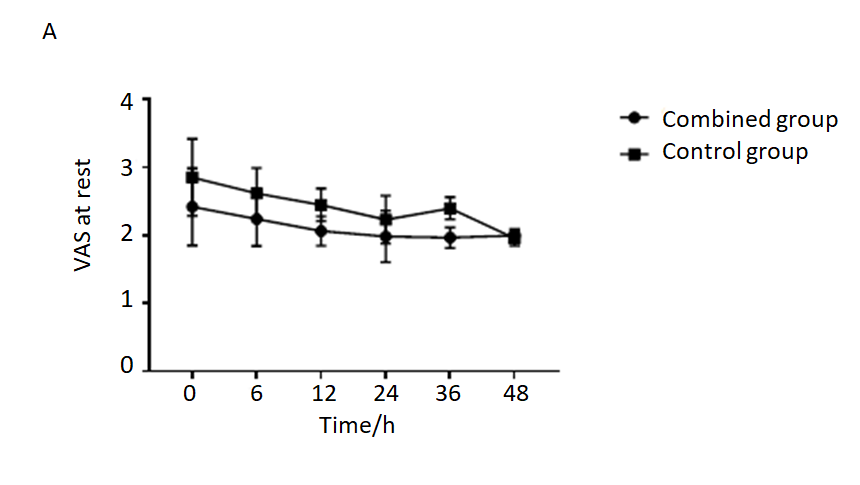 A
4
3
2
1
0
VAS at rest
0 6 12 24 36 48
Time/h
Combined group
Control group